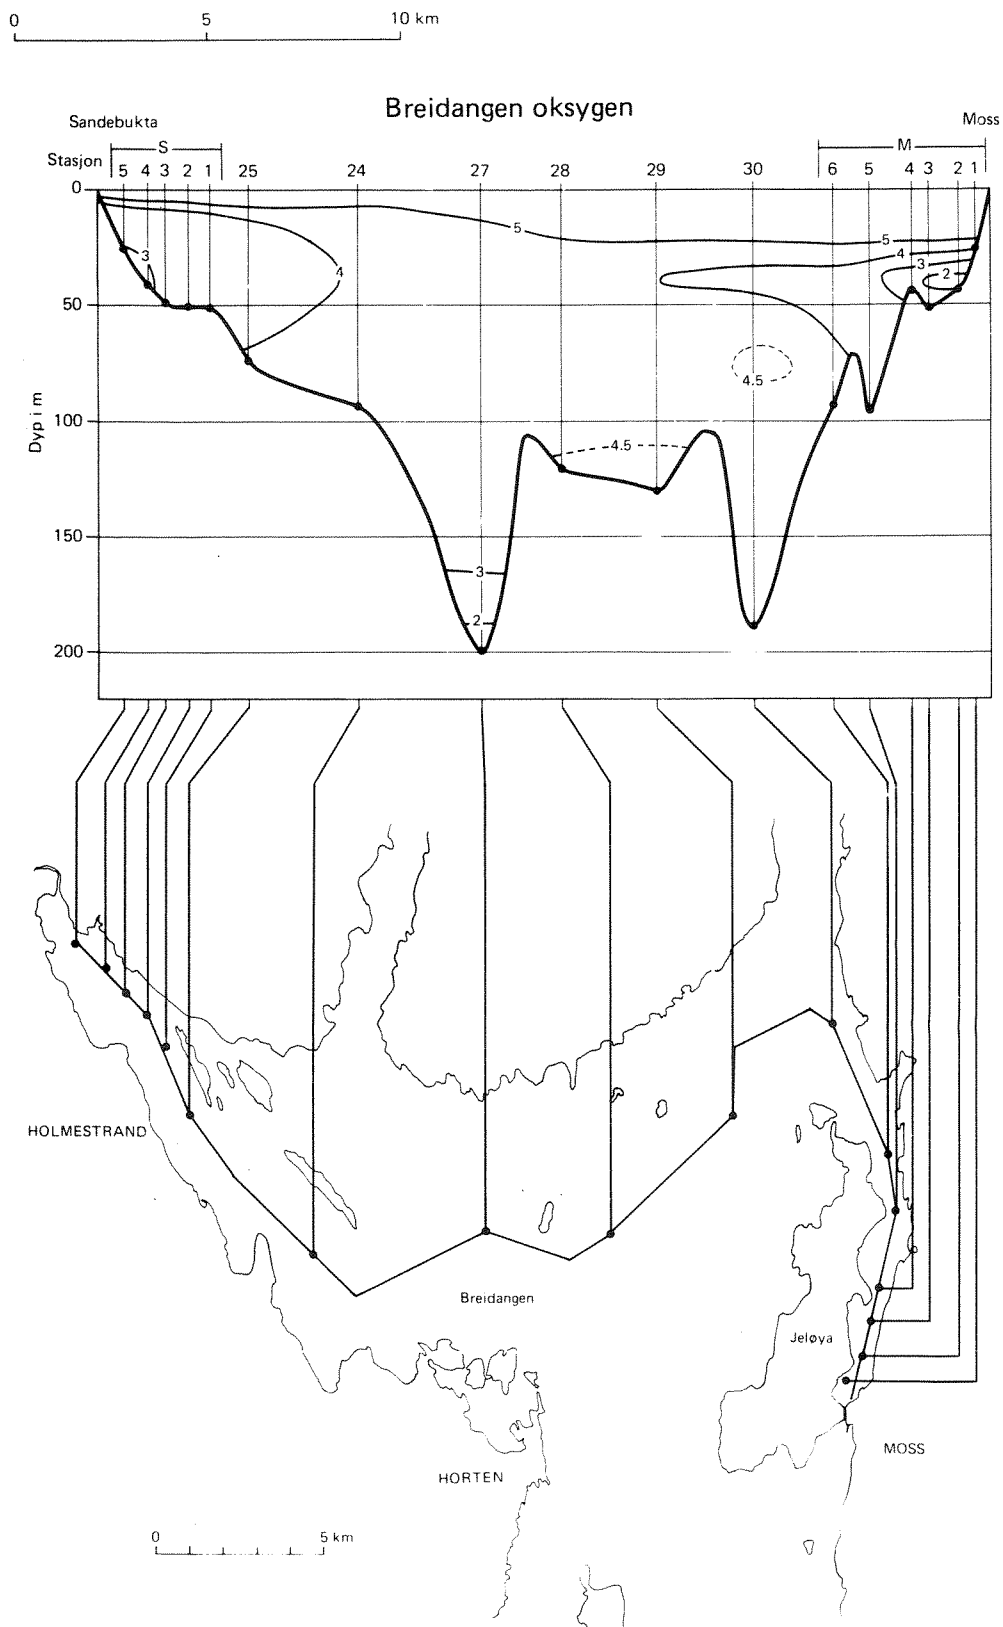 0 5 10 km
Breidangen oksygen
Sandebukta Moss
S M
Stasjon 5 4 3 2 1 25 24 27 28 29 30 6 5 4 3 2 1
0
5
5
4
3
4
3
2
50
4.5
Dyp i m
100
4.5
150
3
2
200
HOLMESTRAND
Breidangen
Jeløya
MOSS
HORTEN
0 5 km